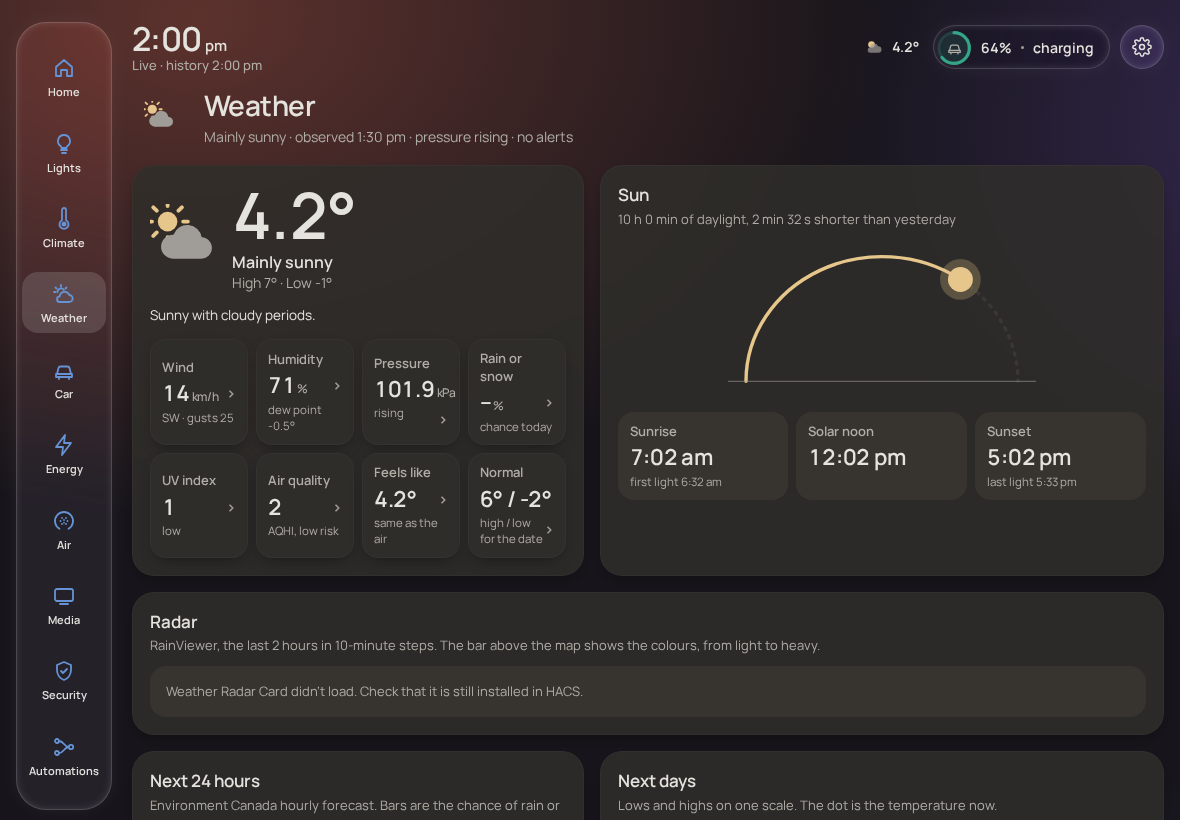 2:00 pm
Live · history 2:00 pm
4.2°
64% · charging
Home
Lights
Climate
Weather
Car
Energy
Air
Media
Security
Automations
Weather
Mainly sunny · observed 1:30 pm · pressure rising · no alerts
4.2°
Mainly sunny
High 7° · Low -1°
Sunny with cloudy periods.
Wind
14 km/h
SW · gusts 25
Humidity
71 %
dew point
-0.5°
Pressure
101.9 kPa
rising
Rain or
snow
– %
chance today
UV index
1
low
Air quality
2
AQHI, low risk
Feels like
4.2°
same as the
air
Normal
6° / -2°
high / low
for the date
Sun
10 h 0 min of daylight, 2 min 32 s shorter than yesterday
Sunrise
7:02 am
first light 6:32 am
Solar noon
12:02 pm
Sunset
5:02 pm
last light 5:33 pm
Radar
RainViewer, the last 2 hours in 10-minute steps. The bar above the map shows the colours, from light to heavy.
Weather Radar Card didn't load. Check that it is still installed in HACS.
Next 24 hours
Environment Canada hourly forecast. Bars are the chance of rain or
Next days
Lows and highs on one scale. The dot is the temperature now.